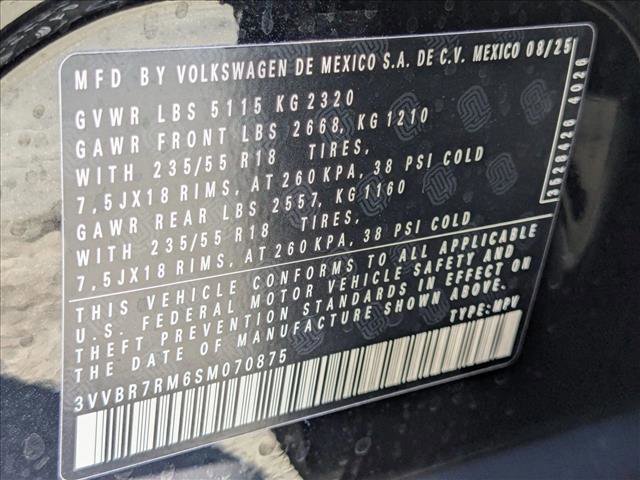 MFD BY VOLKSWAGEN DE MEXICO S.A. DE C.V. MEXICO 08/25
GVWR LBS 5115 KG 2320
GAWR FRONT LBS 2668, KG 1210
WITH 235/55 R18 TIRES,
7,5JX18 RIMS, AT 260 KPA, 38 PSI COLD
GAWR REAR LBS 2557, KG 1160
WITH 235/55 R18 TIRES,
7,5JX18 RIMS, AT 260 KPA, 38 PSI COLD
THIS VEHICLE CONFORMS TO ALL APPLICABLE
U.S. FEDERAL MOTOR VEHICLE SAFETY AND
THEFT PREVENTION STANDARDS IN EFFECT ON
THE DATE OF MANUFACTURE SHOWN ABOVE.
3VVBR7RM6SM070875
TYPE: MPV